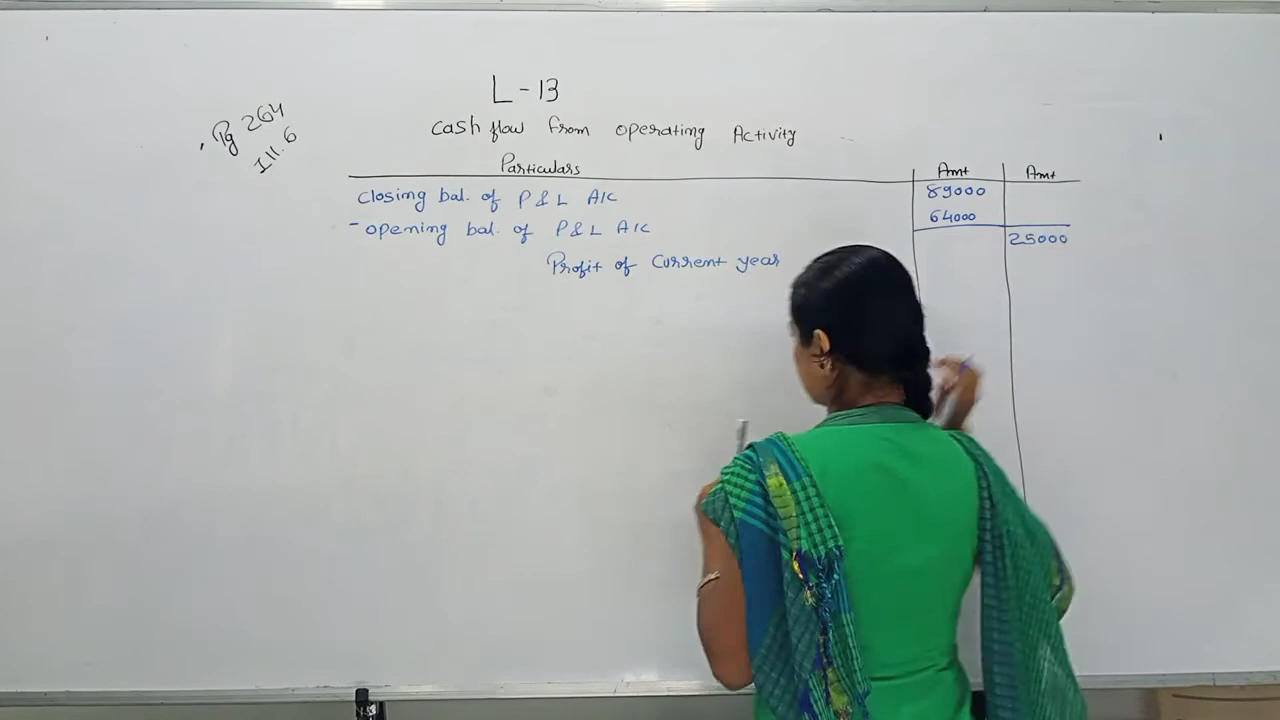 L - 13
Pg 264
Ill. 6
Cash flow from operating Activity
Particulars Amt Amt
Closing bal. of P & L A/c 89000
- opening bal. of P & L A/c 64000
25000
Profit of current year